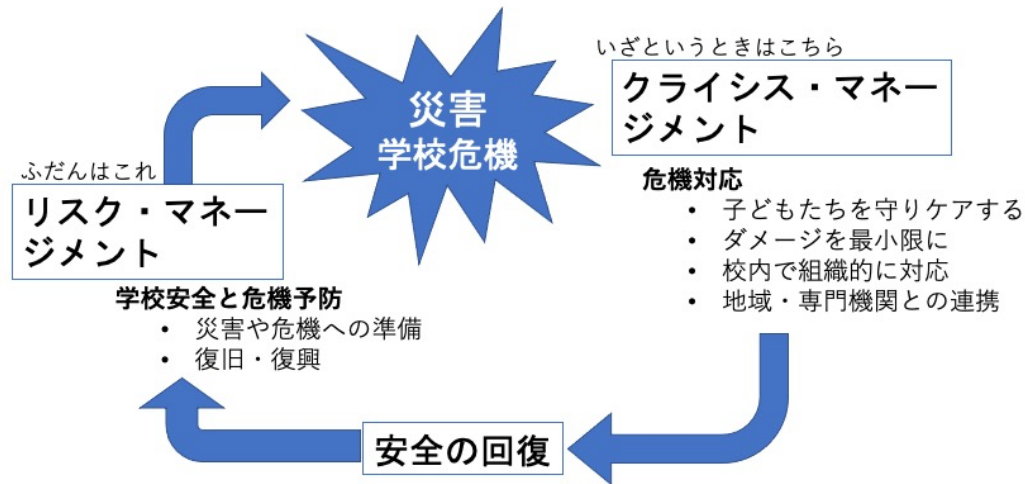 いざというときはこちら
クライシス・マネー
ジメント
災害
学校危機
ふだんはこれ
リスク・マネー
ジメント
危機対応
• 子どもたちを守りケアする
• ダメージを最小限に
• 校内で組織的に対応
• 地域・専門機関との連携
学校安全と危機予防
• 災害や危機への準備
• 復旧・復興
安全の回復